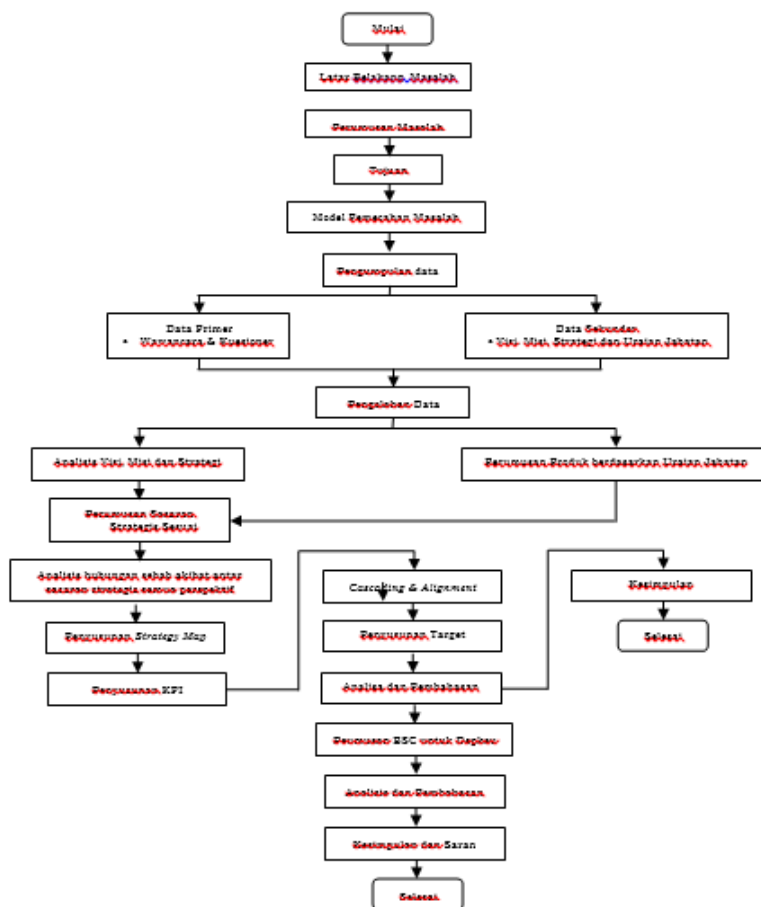 Mulai
Latar Belakang Masalah
Perumusan Masalah
Tujuan
Model Pemecahan Masalah
Pengumpulan data
Data Primer
• Wawancara & Kuesioner
Data Sekunder
• Visi, Misi, Strategi dan Uraian Jabatan
Pengolahan Data
Analisis Visi, Misi dan Strategi
Perumusan Produk berdasarkan Uraian Jabatan
Perumusan Sasaran
Strategis Sesuai
Analisis hubungan sebab akibat antar
sasaran strategis semua perspektif
Penyusunan Strategy Map
Penyusunan KPI
Cascading & Alignment
Penyusunan Target
Analisa dan Pembahasan
Kesimpulan
Selesai
BSC untuk
Analisis dan Pembahasan
Kesimpulan dan Saran
Selesai